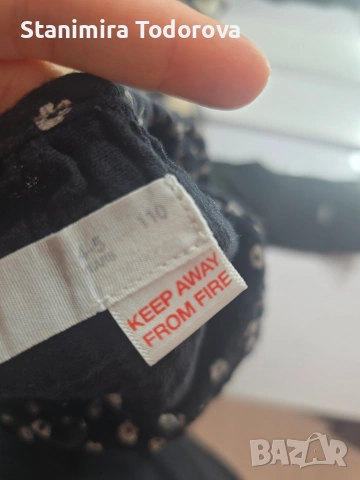 Stanimira Todorova
4-5
YEARS
110
KEEP AWAY
FROM FIRE
BAZAR